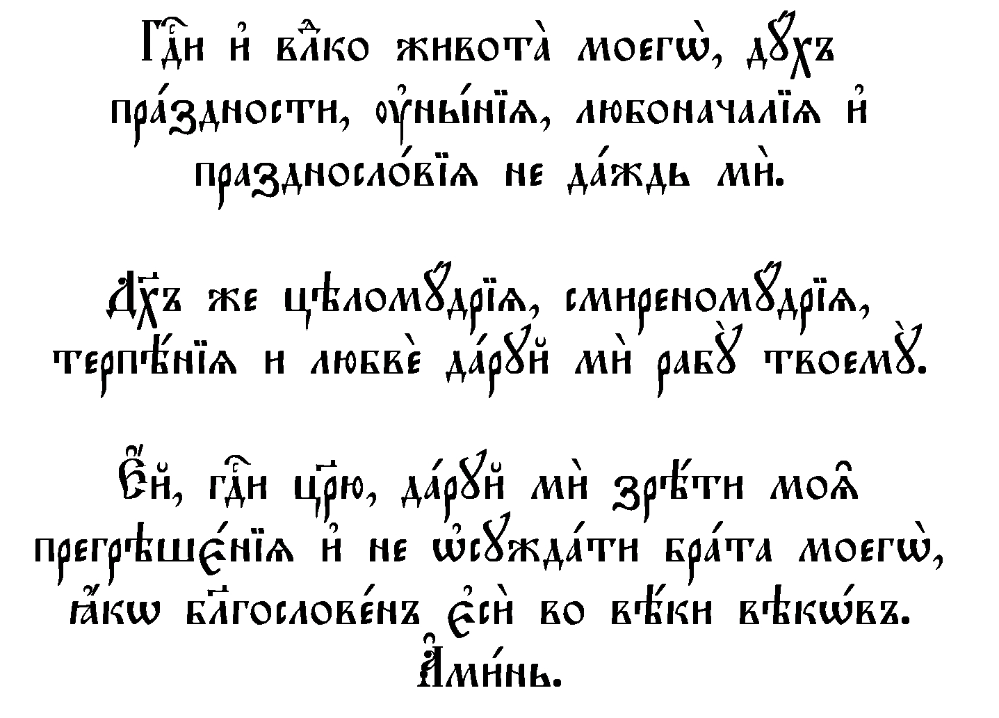 Гдⷭ҇и и҆ влⷣко живота̀ моегѡ̀, дꙋ́хъ
пра́здности, ᲂу҆ны́нїѧ, любоначалїѧ и҆
праздносло́вїѧ не да́ждь мѝ.
Дх҃ъ же цѣломꙋ́дрїѧ, смиреномꙋ́дрїѧ,
терпѣ́нїѧ и любвѐ да́рꙋй мѝ рабꙋ̀ твоемꙋ̀.
Є҆́й, гдⷭ҇и цр҃ю, да́рꙋй мѝ зрѣ́ти моѧ̑
прегрѣшє́нїѧ и҆ не ѡ҆сꙋжда́ти бра́та моегѡ̀,
ꙗ҆́кѡ бл҃гослове́нъ є҆сѝ во вѣ́ки вѣкѡ́въ.
А҆ми́нь.